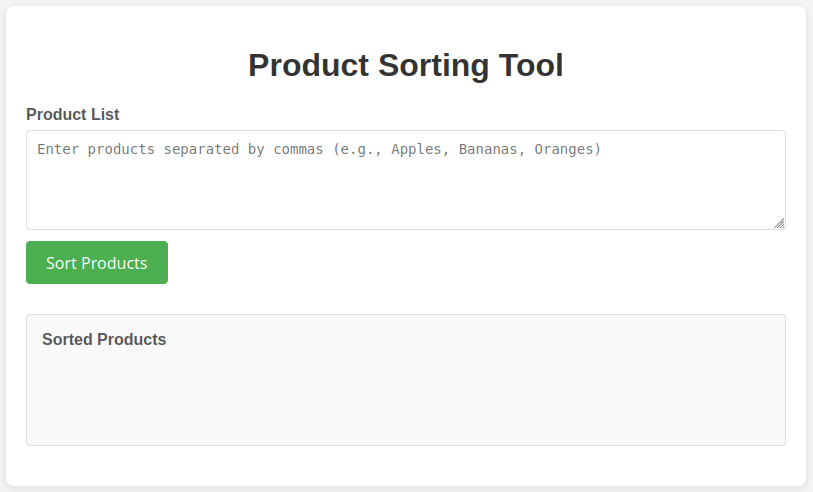 Product Sorting Tool
Product List
Enter products separated by commas (e.g., Apples, Bananas, Oranges)
Sort Products
Sorted Products